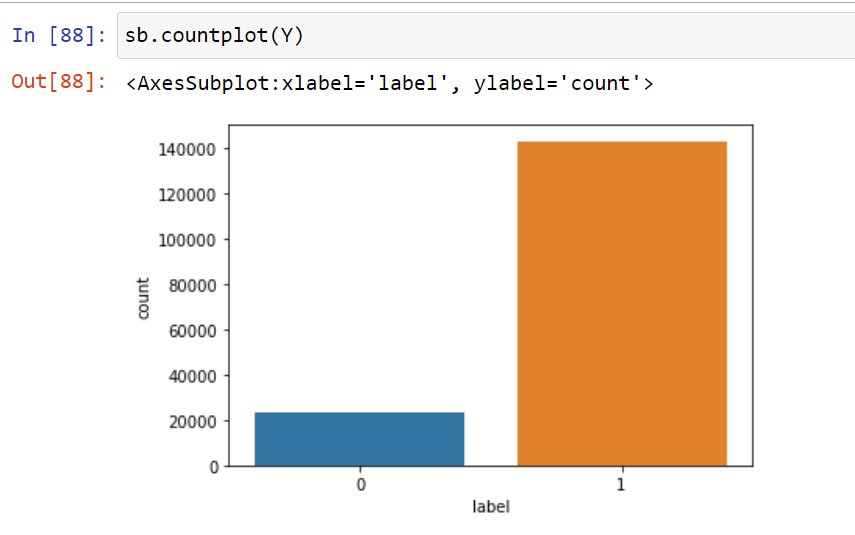 In [88]: sb.countplot(Y)
Out[88]: <AxesSubplot:xlabel='label', ylabel='count'>
140000
120000
100000
80000
60000
40000
20000
0
count
0 1
label